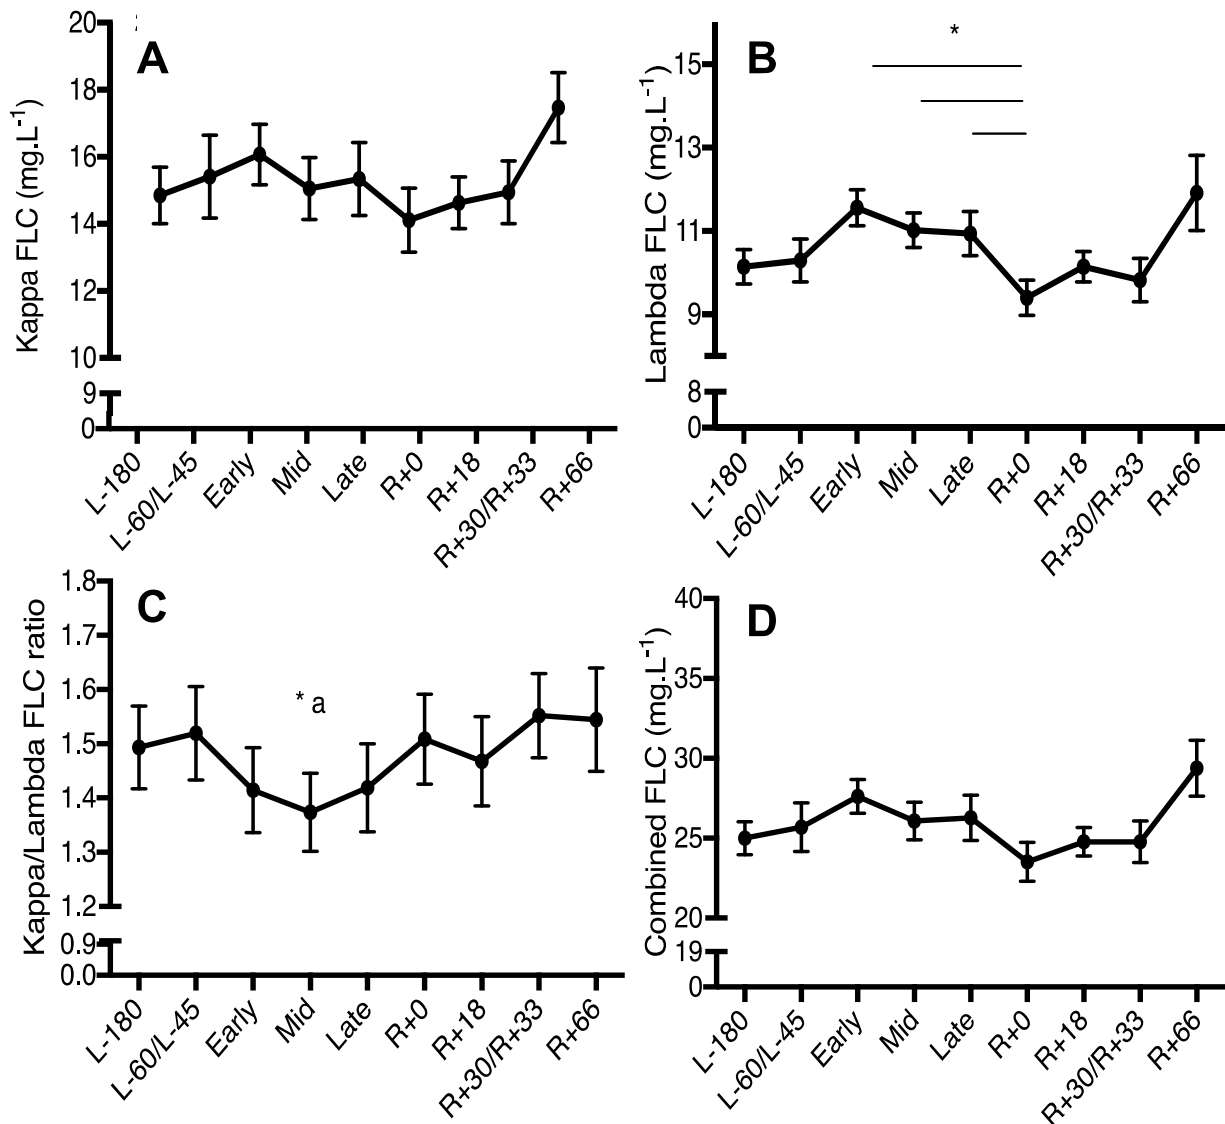 A
Kappa FLC (mg.L⁻¹)
20
18
16
14
12
10
9
0
L-180
L-60/L-45
Early
Mid
Late
R+0
R+18
R+30/R+33
R+66
B
*
Lambda FLC (mg.L⁻¹)
15
13
11
9
8
0
L-180
L-60/L-45
Early
Mid
Late
R+0
R+18
R+30/R+33
R+66
C
* a
Kappa/Lambda FLC ratio
1.8
1.7
1.6
1.5
1.4
1.3
1.2
0.9
0.0
L-180
L-60/L-45
Early
Mid
Late
R+0
R+18
R+30/R+33
R+66
D
Combined FLC (mg.L⁻¹)
40
35
30
25
20
19
0
L-180
L-60/L-45
Early
Mid
Late
R+0
R+18
R+30/R+33
R+66